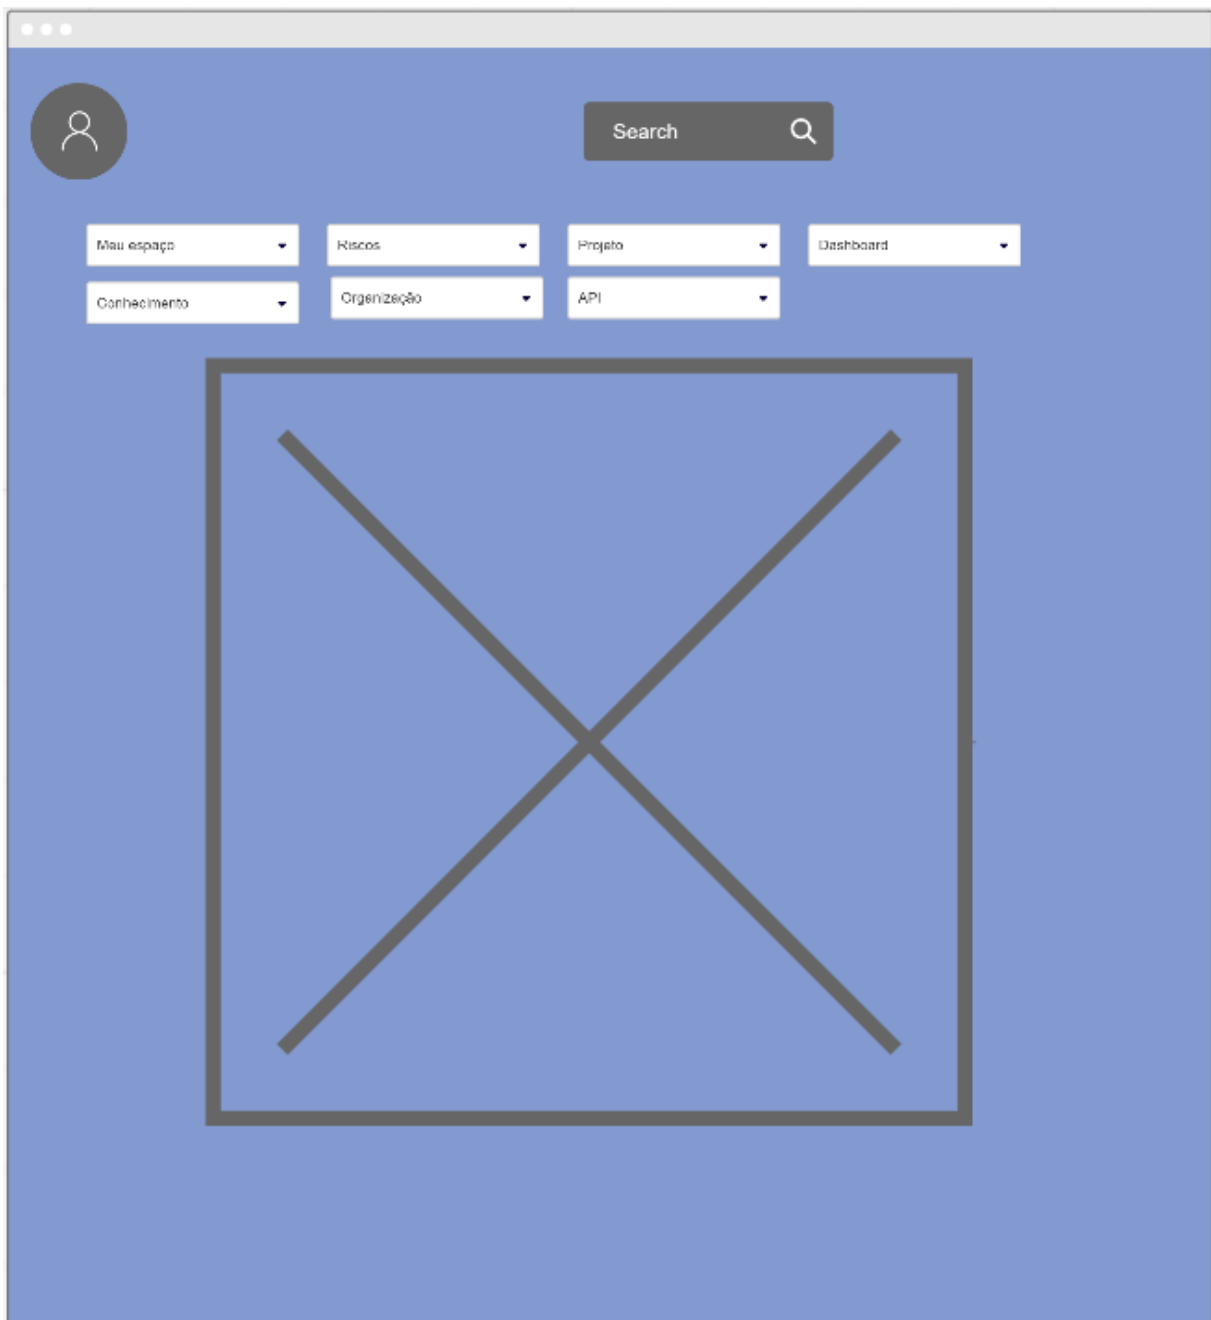 Search
Meu espaço
Riscos
Projeto
Dashboard
Conhecimento
Organização
API